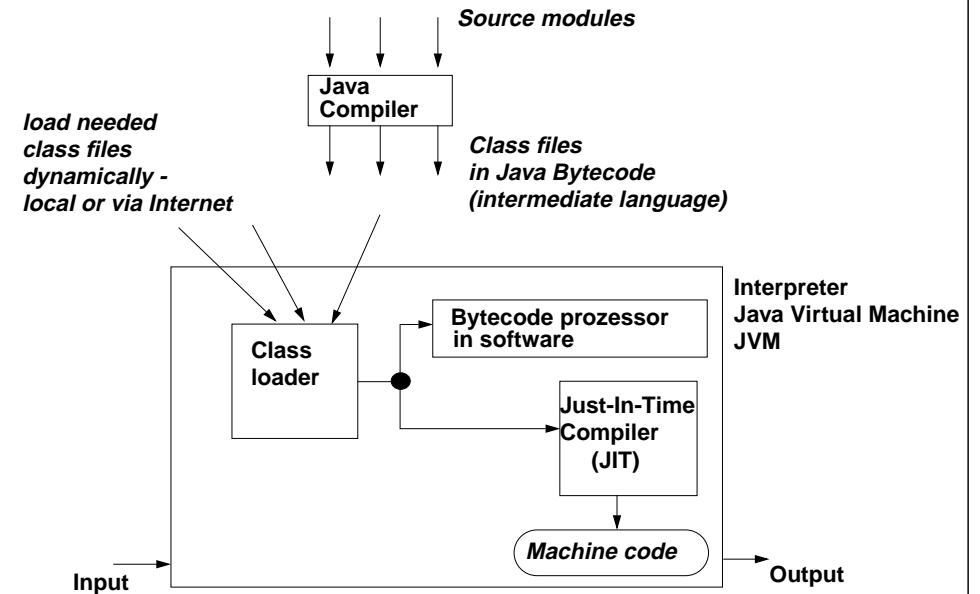 Source modules
Java
Compiler
load needed
class files
dynamically -
local or via Internet
Class files
in Java Bytecode
(intermediate language)
Interpreter
Java Virtual Machine
JVM
Bytecode prozessor
in software
Class
loader
Just-In-Time
Compiler
(JIT)
Machine code
Input
Output